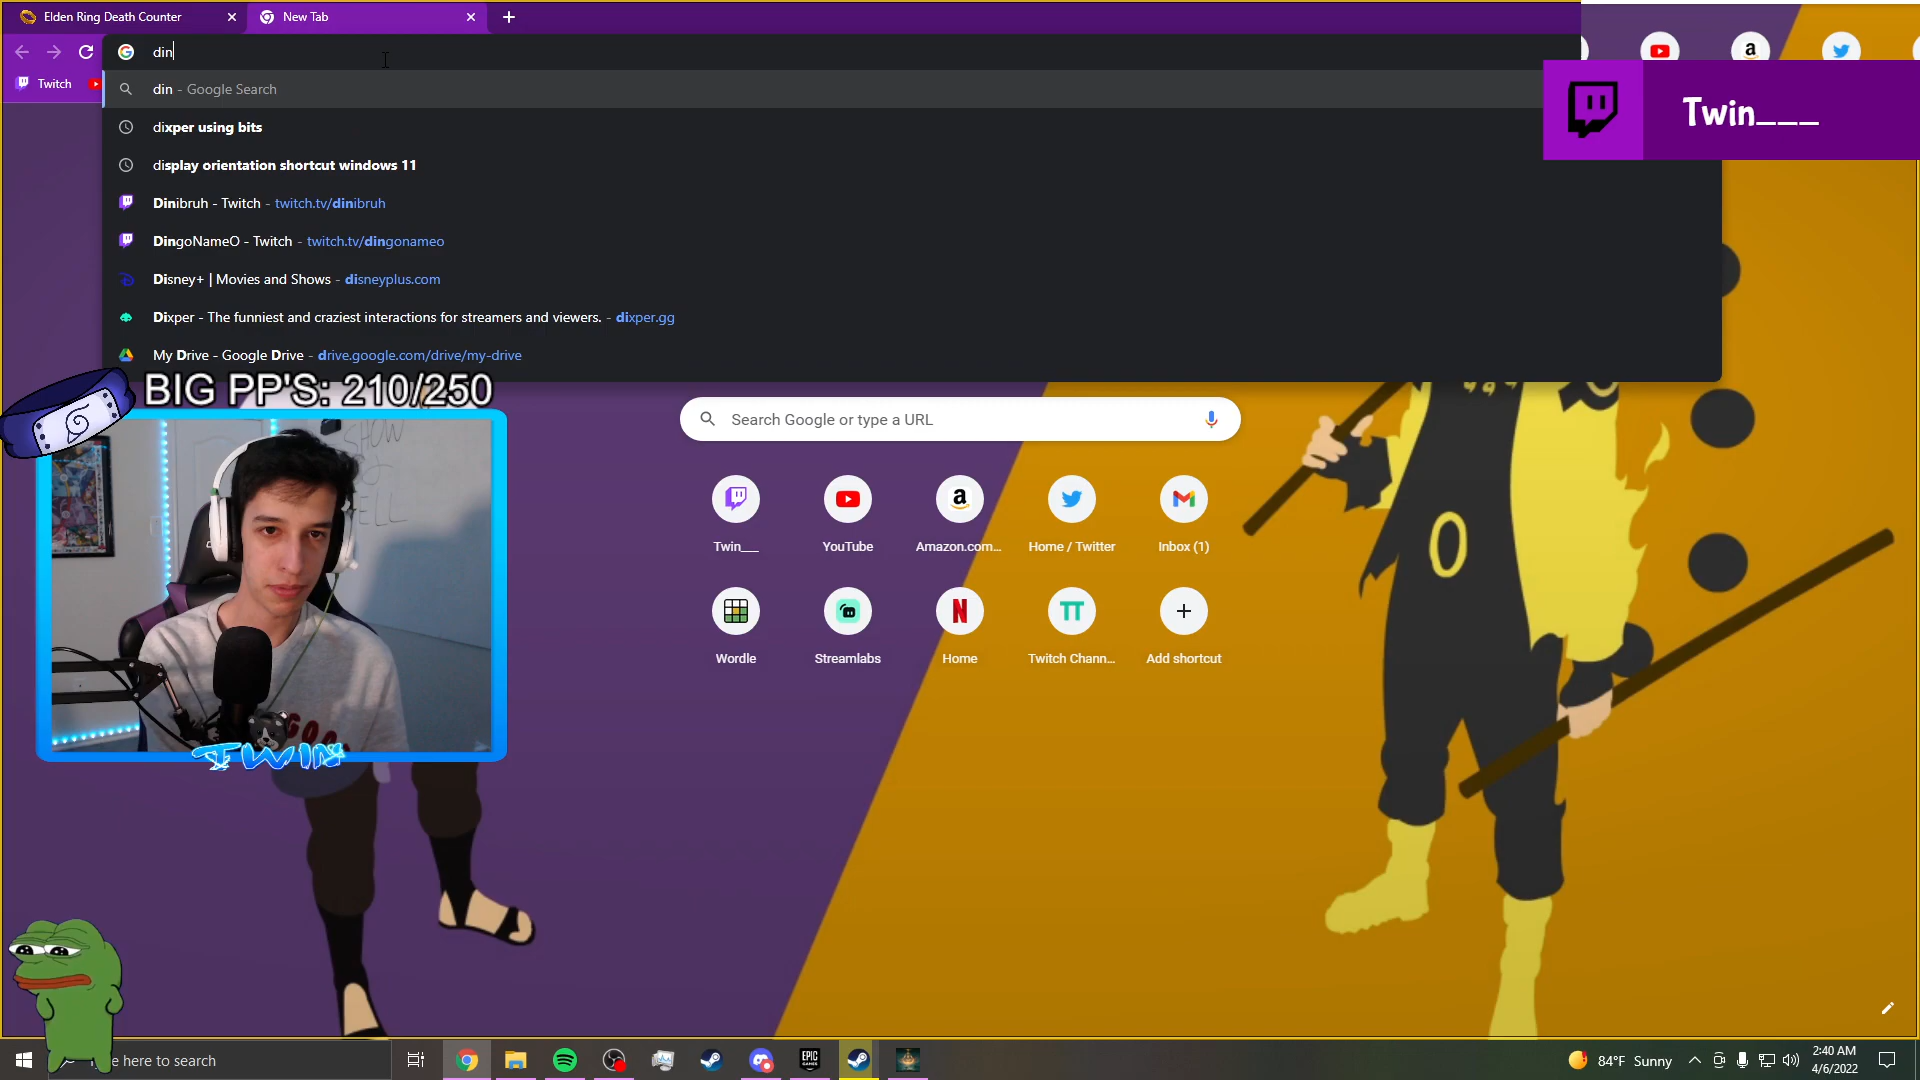 Elden Ring Death Counter
New Tab
din
Twitch
din - Google Search
dixper using bits
display orientation shortcut windows 11
Dinibruh - Twitch - twitch.tv/dinibruh
DingoNameO - Twitch - twitch.tv/dingonameo
Disney+ | Movies and Shows - disneyplus.com
Dixper - The funniest and craziest interactions for streamers and viewers. - dixper.gg
My Drive - Google Drive - drive.google.com/drive/my-drive
Twin___
BIG PP'S: 210/250
Search Google or type a URL
Twin___
YouTube
Amazon.com...
Home / Twitter
Inbox (1)
Wordle
Streamlabs
Home
Twitch Chann...
Add shortcut
SHOW
TWIN
here to search
EPIC GAMES
84°F Sunny
2:40 AM
4/6/2022